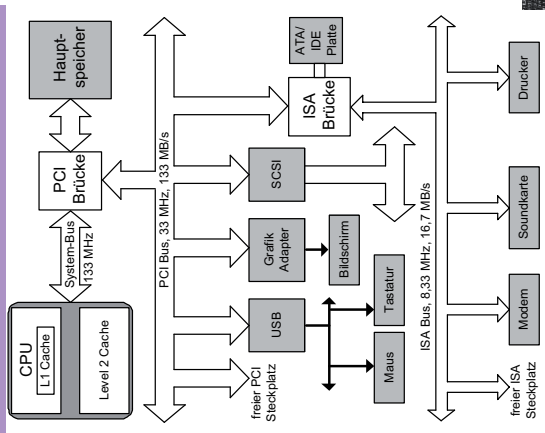 CPU
L1 Cache
Level 2 Cache
System-Bus
133 MHz
PCI
Brücke
Haupt-
speicher
PCI Bus, 33 MHz, 133 MB/s
freier PCI
Steckplatz
USB
Grafik
Adapter
SCSI
ISA
Brücke
ATA/
IDE
Platte
Maus
Tastatur
Bildschirm
ISA Bus, 8,33 MHz, 16,7 MB/s
freier ISA
Steckplatz
Modem
Soundkarte
Drucker